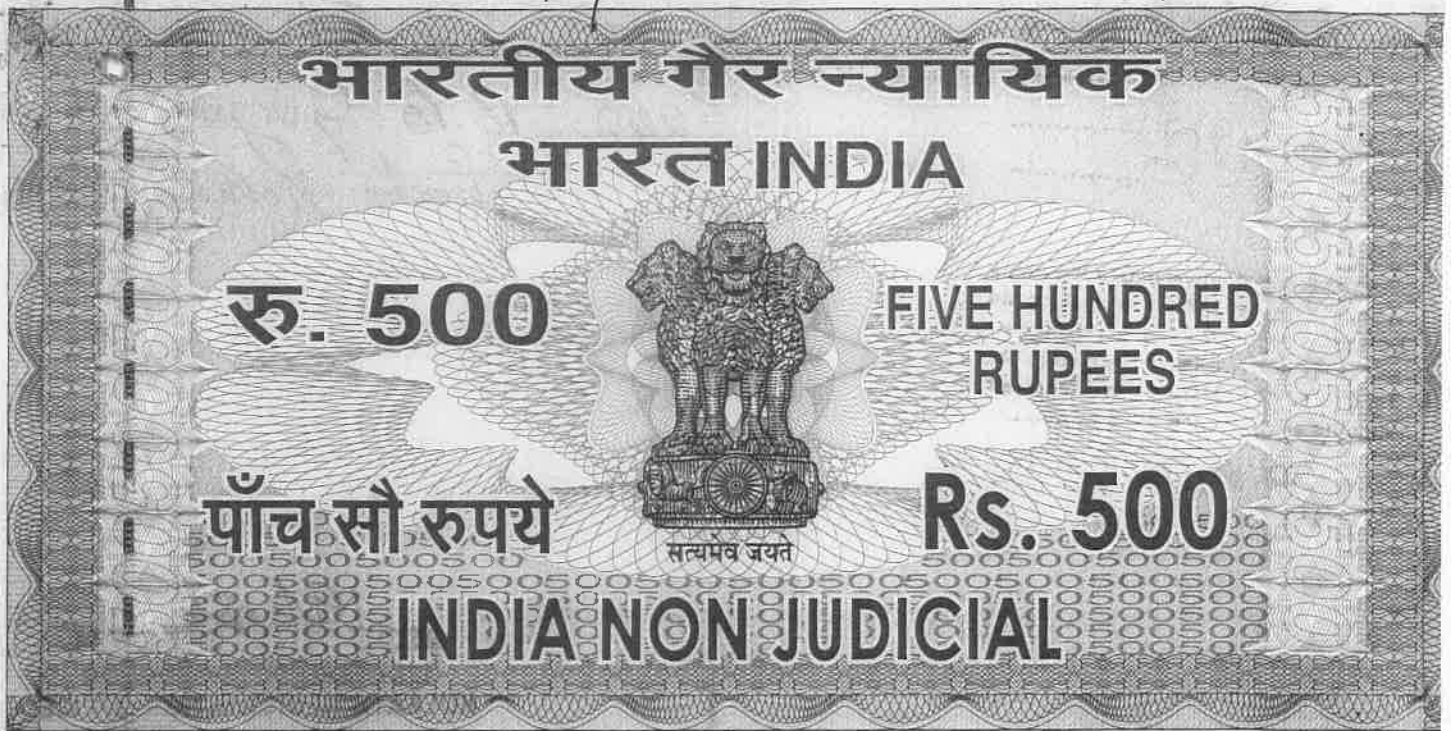 भारतीय गैर न्यायिक
भारत INDIA
रु. 500
FIVE HUNDRED
RUPEES
पाँच सौ रुपये
Rs. 500
सत्यमेव जयते
INDIA NON JUDICIAL